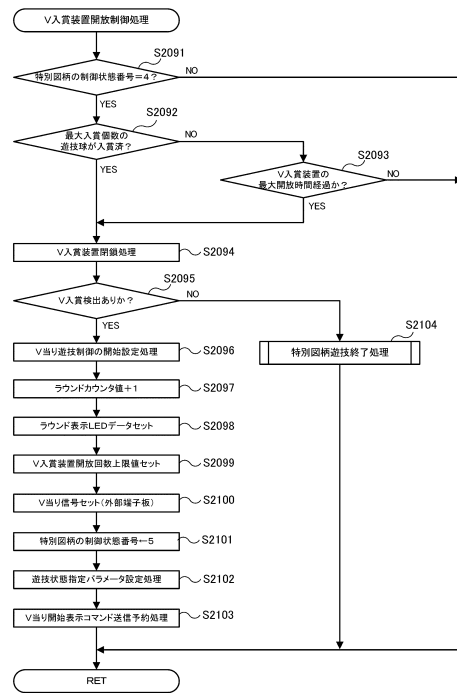 V入賞装置開放制御処理
S2091
特別図柄の制御状態番号=4?
NO
YES
S2092
最大入賞個数の
遊技球が入賞済?
NO
YES
S2093
V入賞装置の
最大開放時間経過か?
NO
YES
V入賞装置閉鎖処理
S2094
S2095
V入賞検出ありか?
NO
YES
S2104
特別図柄遊技終了処理
V当り遊技制御の開始設定処理
S2096
ラウンドカウンタ値+1
S2097
ラウンド表示LEDデータセット
S2098
V入賞装置開放回数上限値セット
S2099
V当り信号セット(外部端子板)
S2100
特別図柄の制御状態番号←5
S2101
遊技状態指定パラメータ設定処理
S2102
V当り開始表示コマンド送信予約処理
S2103
RET